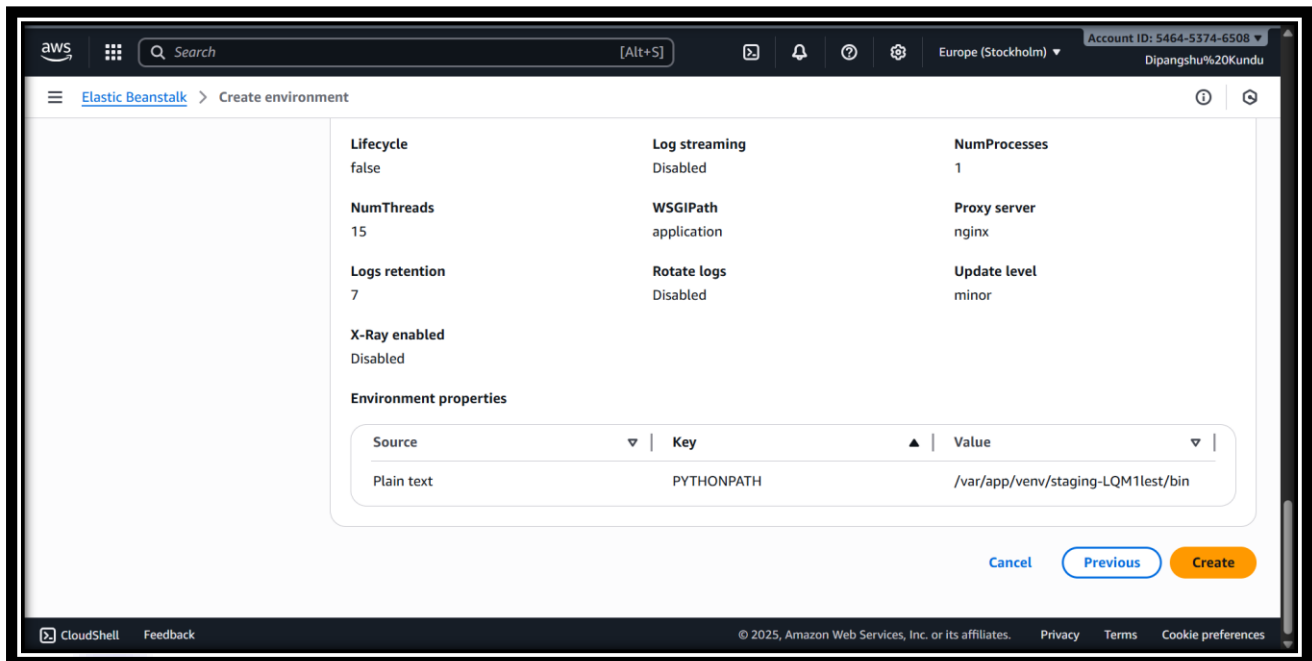 aws Search [Alt+S] Europe (Stockholm) ▼ Account ID: 5464-5374-6508 ▼
Dipangshu%20Kundu
Elastic Beanstalk > Create environment
Lifecycle Log streaming NumProcesses
false Disabled 1
NumThreads WSGIPath Proxy server
15 application nginx
Logs retention Rotate logs Update level
7 Disabled minor
X-Ray enabled
Disabled
Environment properties
Source Key Value
Plain text PYTHONPATH /var/app/venv/staging-LQM1lest/bin
Cancel Previous Create
CloudShell Feedback © 2025, Amazon Web Services, Inc. or its affiliates. Privacy Terms Cookie preferences